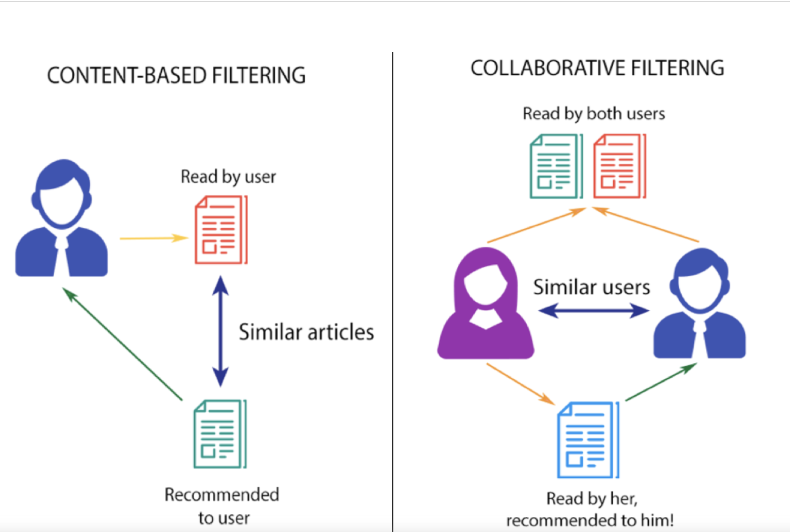 CONTENT-BASED FILTERING
Read by user
Similar articles
Recommended
to user
COLLABORATIVE FILTERING
Read by both users
Similar users
Read by her,
recommended to him!